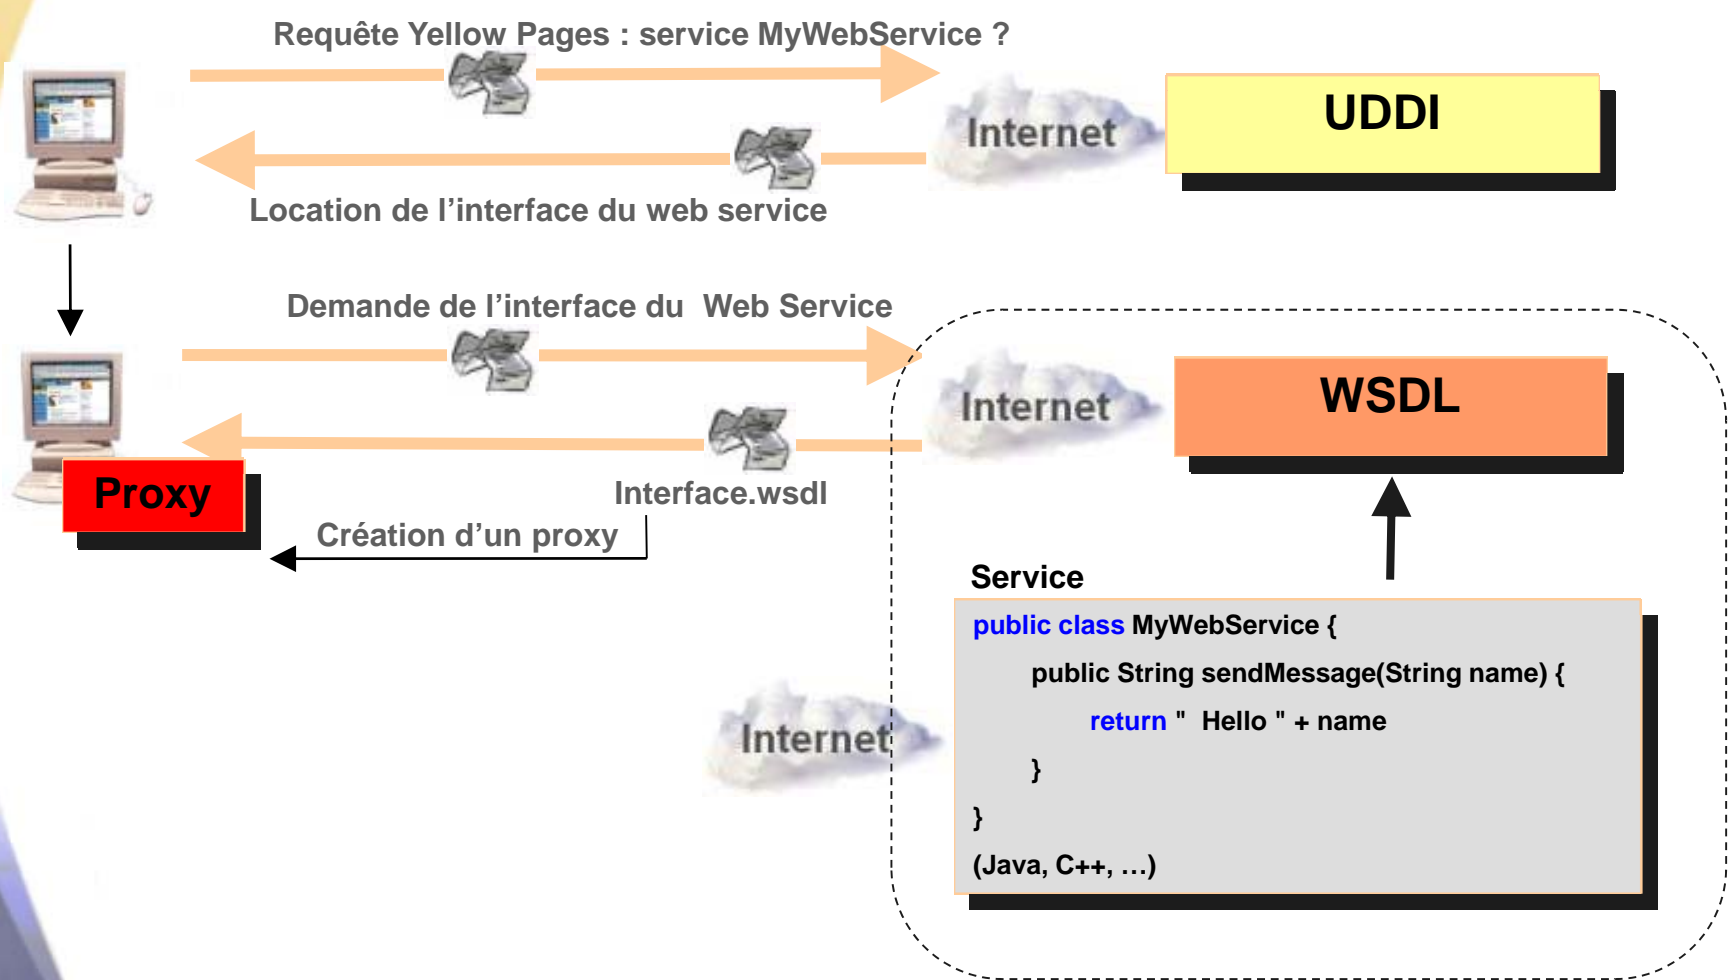 Requête Yellow Pages : service MyWebService ?
Internet
UDDI
Location de l’interface du web service
Demande de l’interface du  Web Service
Internet
WSDL
Proxy
Interface.wsdl
Création d’un proxy
Service
public class MyWebService {
public String sendMessage(String name) {
return "  Hello " + name
}
}
(Java, C++, …)
Internet